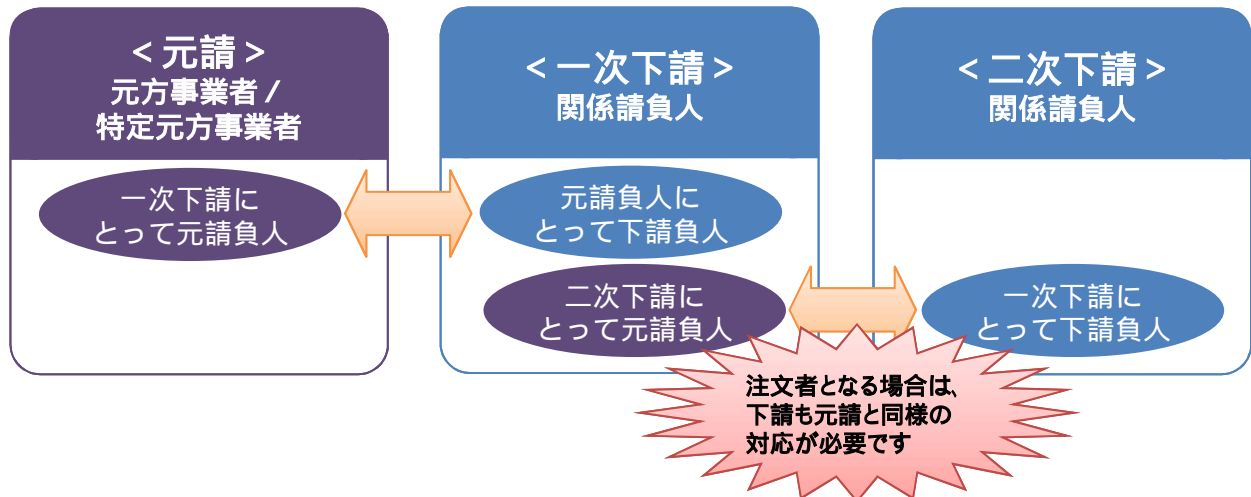 ＜元請＞
元方事業者／
特定元方事業者
一次下請に
とって元請負人
＜一次下請＞
関係請負人
元請負人に
とって下請負人
二次下請に
とって元請負人
＜二次下請＞
関係請負人
一次下請に
とって下請負人
注文者となる場合は、
下請も元請と同様の
対応が必要です